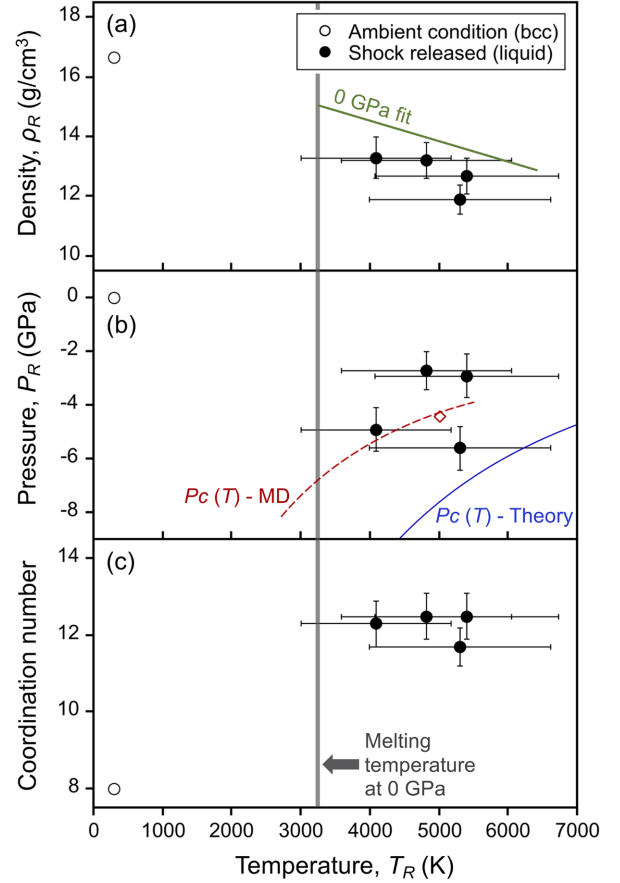 (a)
Ambient condition (bcc)
Shock released (liquid)
0 GPa fit
Density, ρR (g/cm³)
16
14
12
10
(b)
Pressure, PR (GPa)
0
-2
-4
-6
-8
Pc (T) - MD
Pc (T) - Theory
(c)
Coordination number
14
12
10
8
Melting
temperature
at 0 GPa
0
1000
2000
3000
4000
5000
6000
7000
Temperature, TR (K)